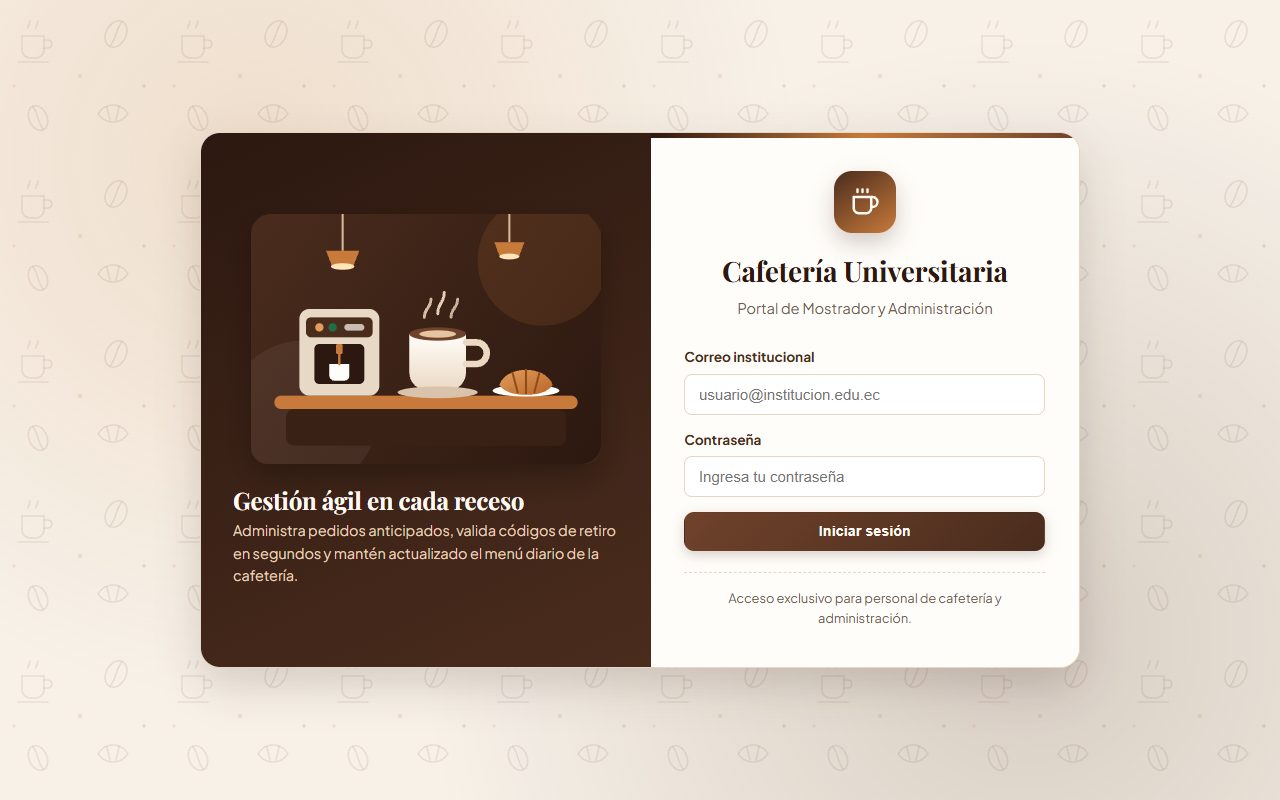 Gestión ágil en cada receso
Administra pedidos anticipados, valida códigos de retiro
en segundos y mantén actualizado el menú diario de la
cafetería.
Cafetería Universitaria
Portal de Mostrador y Administración
Correo institucional
usuario@institucion.edu.ec
Contraseña
Ingresa tu contraseña
Iniciar sesión
Acceso exclusivo para personal de cafetería y
administración.